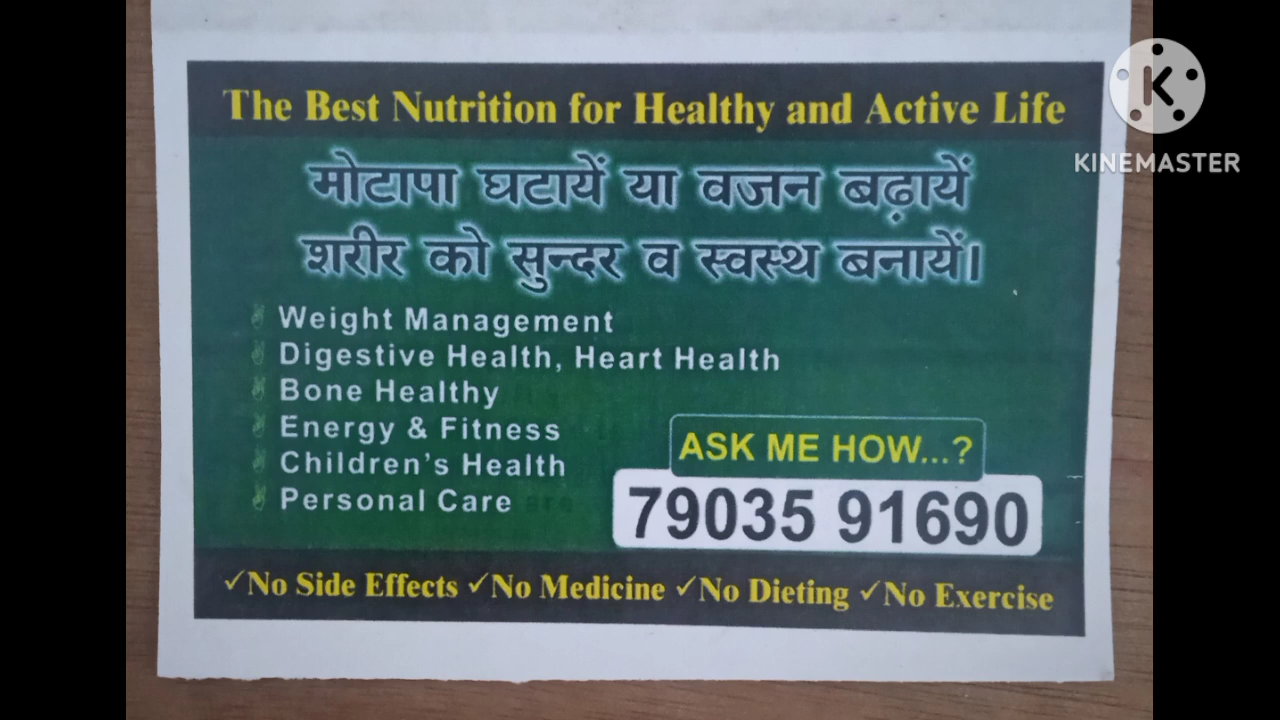 The Best Nutrition for Healthy and Active Life
K
KINEMASTER
मोटापा घटायें या वजन बढ़ायें
शरीर को सुन्दर व स्वस्थ बनायें।
Weight Management
Digestive Health, Heart Health
Bone Healthy
Energy & Fitness
Children's Health
Personal Care
ASK ME HOW...?
79035 91690
✓No Side Effects ✓No Medicine ✓No Dieting ✓No Exercise